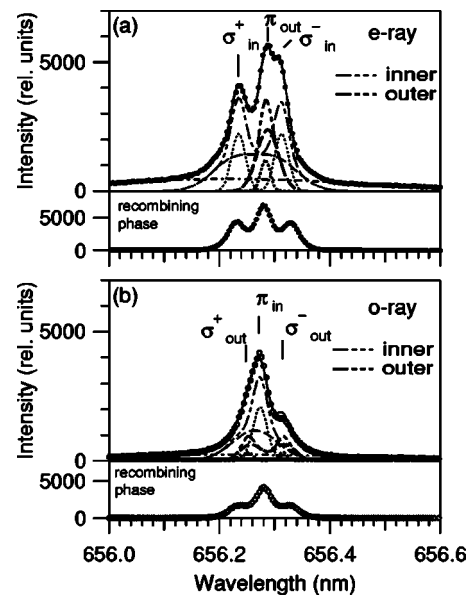 (a)
σ⁺ in
π out
σ⁻ in
e-ray
inner
outer
Intensity (rel. units)
5000
0
recombining phase
5000
0
(b)
σ⁺ out
π in
σ⁻ out
o-ray
inner
outer
Intensity (rel. units)
5000
0
recombining phase
5000
0
656.0 656.2 656.4 656.6
Wavelength (nm)